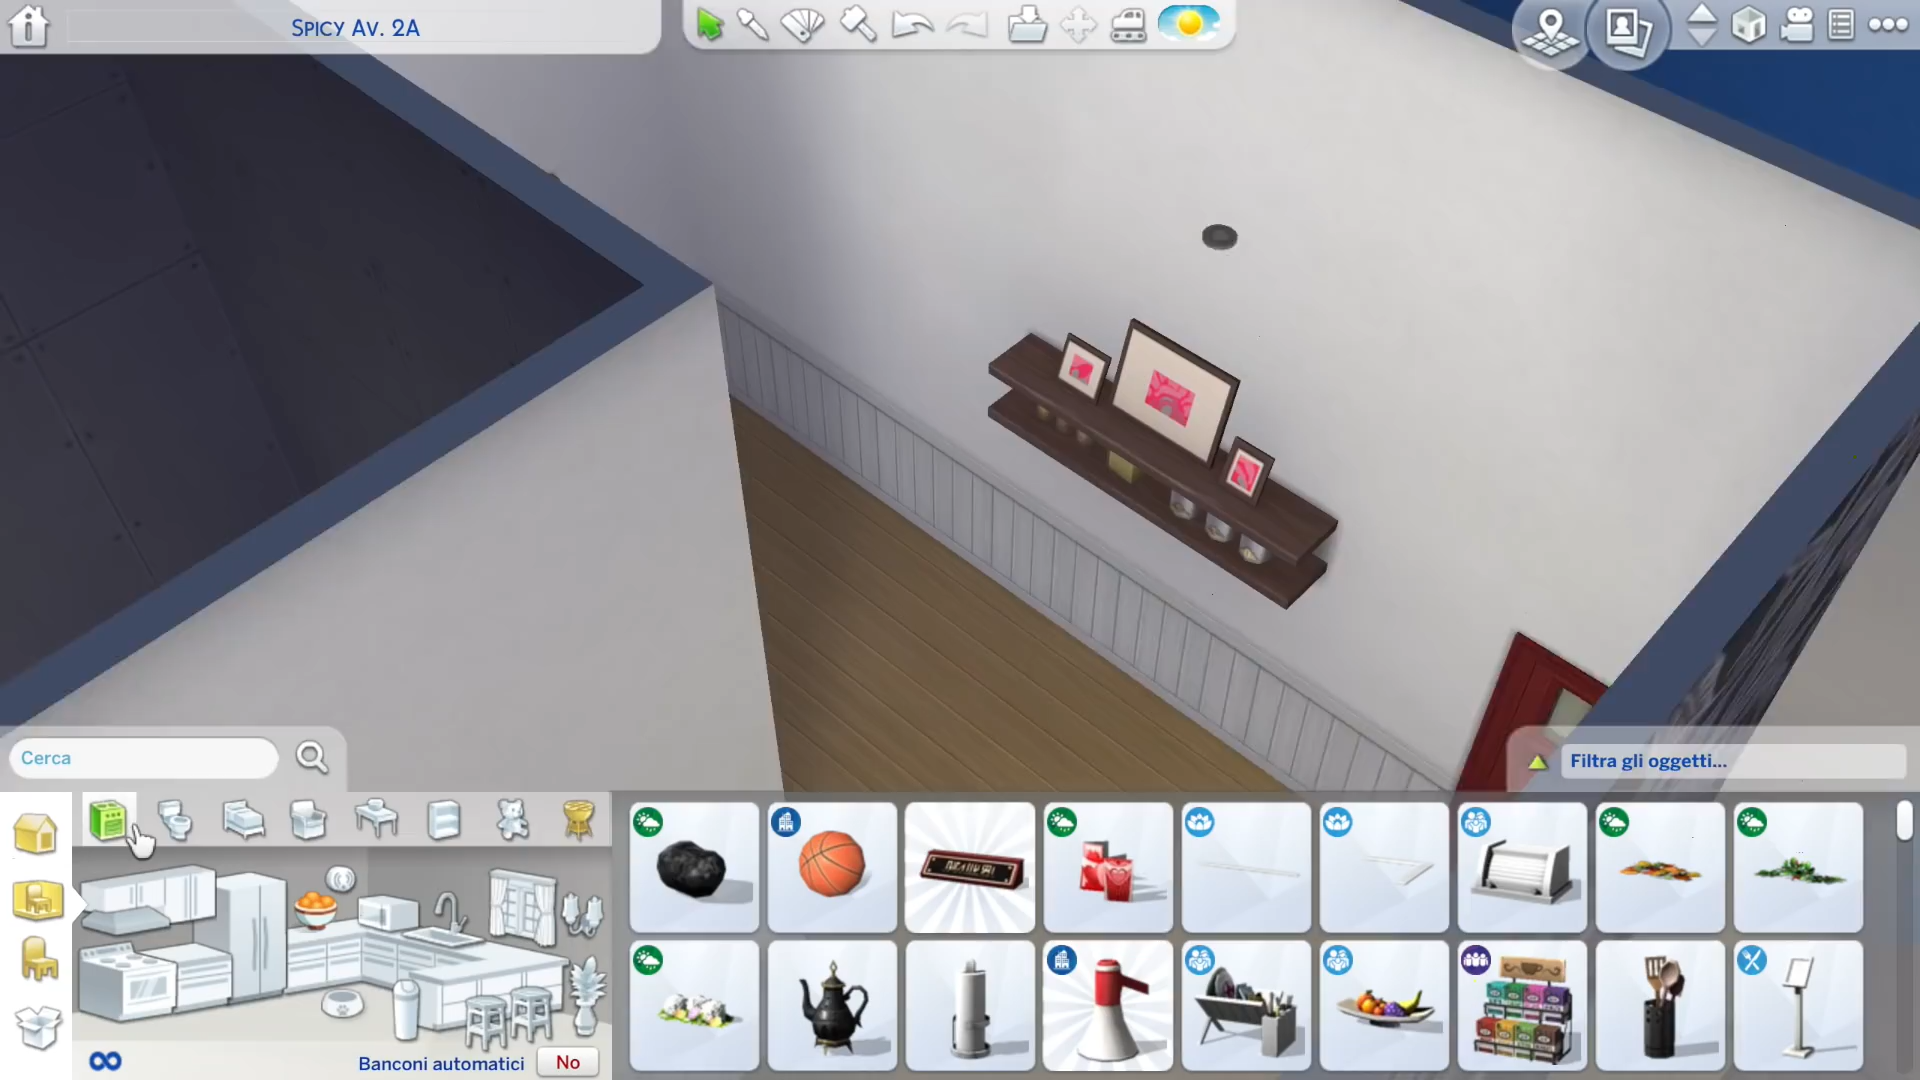 SPICY AV. 2A
Cerca
Filtra gli oggetti...
Banconi automatici
No